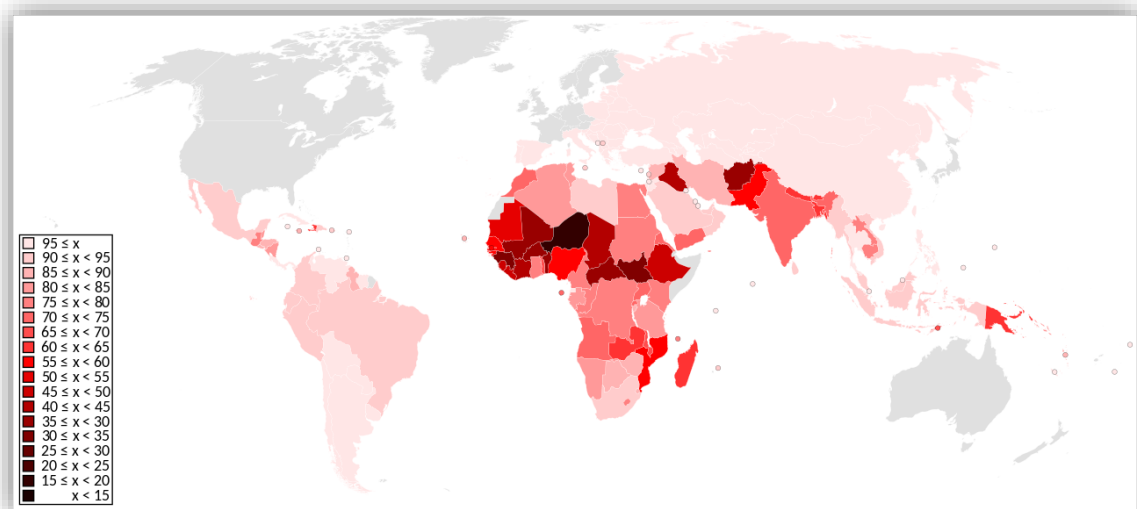 95 ≤ x
90 ≤ x < 95
85 ≤ x < 90
80 ≤ x < 85
75 ≤ x < 80
70 ≤ x < 75
65 ≤ x < 70
60 ≤ x < 65
55 ≤ x < 60
50 ≤ x < 55
45 ≤ x < 50
40 ≤ x < 45
35 ≤ x < 30
30 ≤ x < 35
25 ≤ x < 30
20 ≤ x < 25
15 ≤ x < 20
x < 15